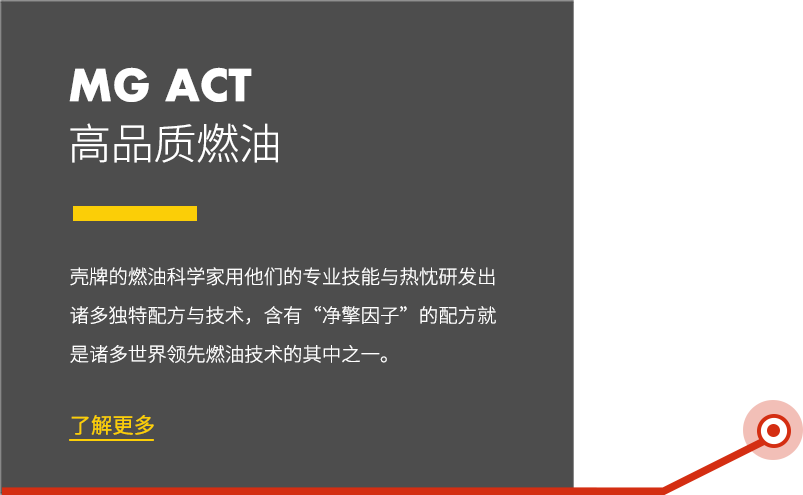 MG ACT
高品质燃油
壳牌的燃油科学家用他们的专业技能与热忱研发出
诸多独特配方与技术，含有“净擎因子”的配方就
是诸多世界领先燃油技术的其中之一。
了解更多